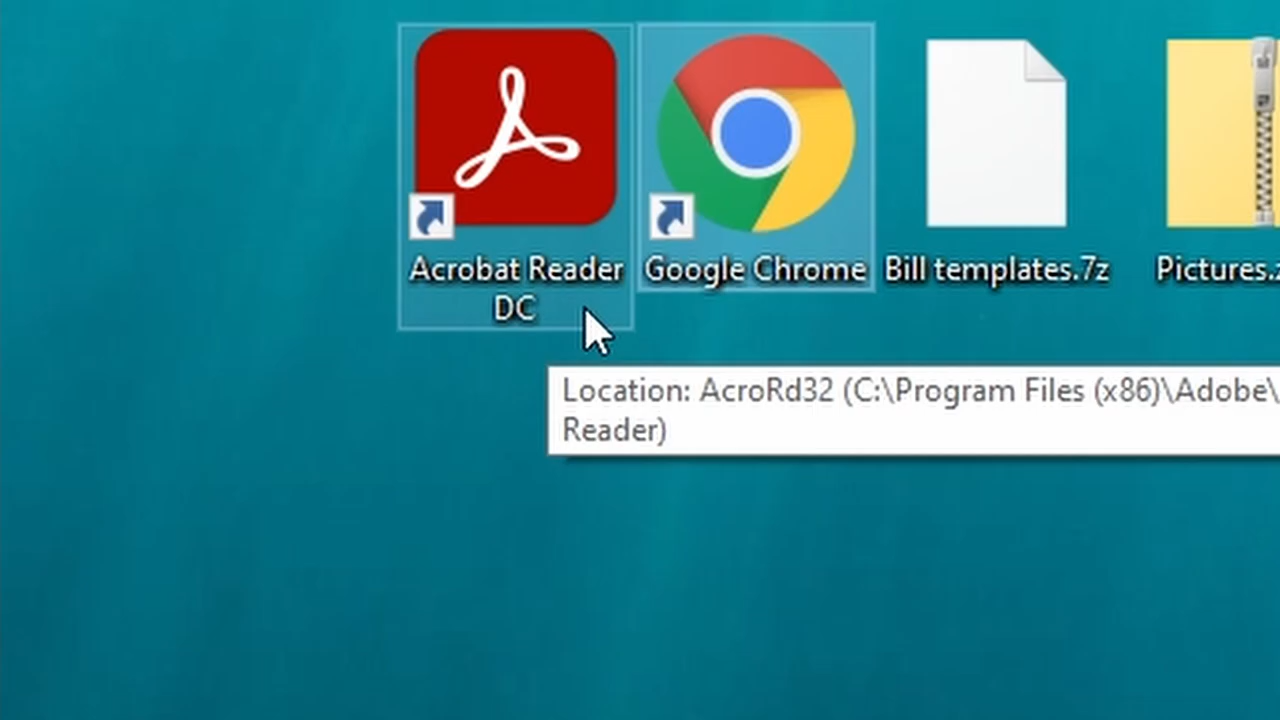 Acrobat Reader
DC
Google Chrome
Bill templates.7z
Pictures.z
Location: AcroRd32 (C:\Program Files (x86)\Adobe\
Reader)